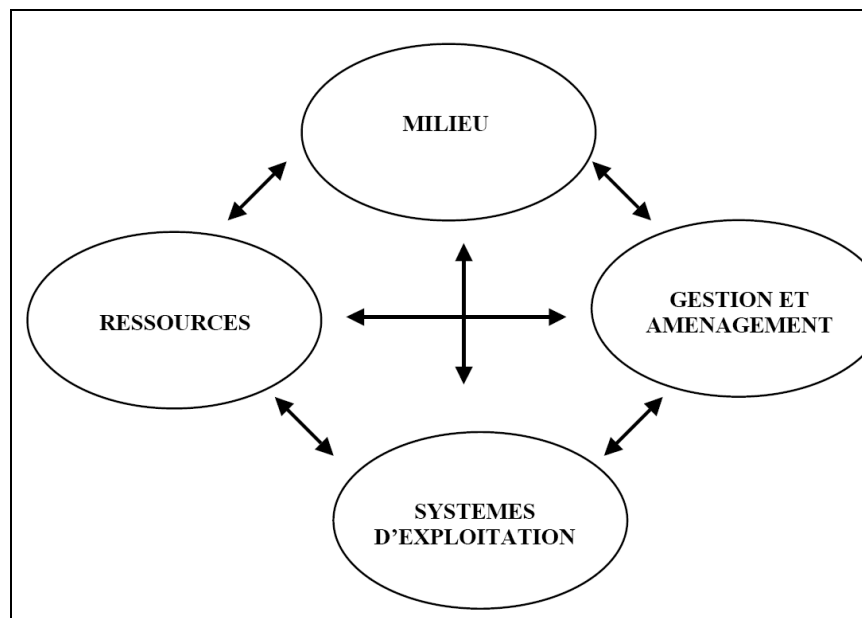 MILIEU
RESSOURCES
GESTION ET
AMENAGEMENT
SYSTEMES
D’EXPLOITATION